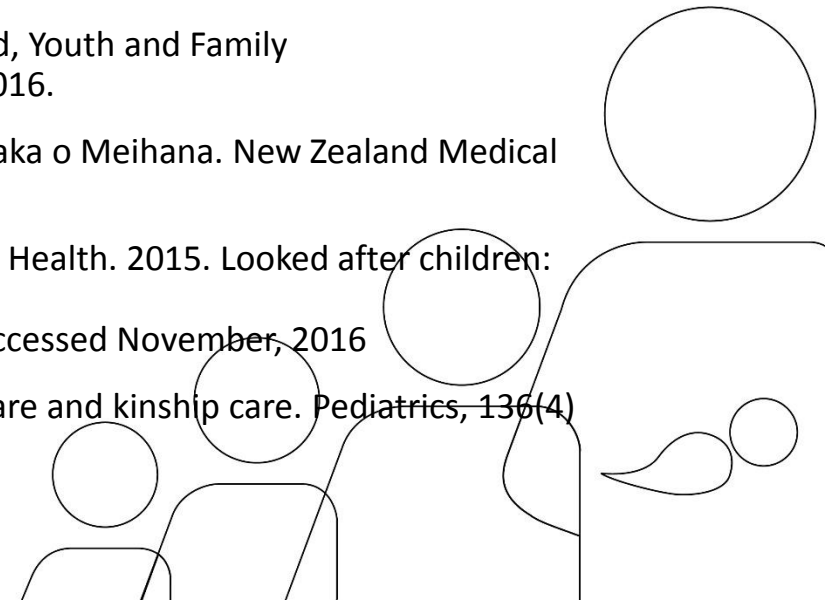 d, Youth and Family
016.
aka o Meihana. New Zealand Medical
Health. 2015. Looked after children:
ccessed November, 2016
are and kinship care. Pediatrics, 136(4)